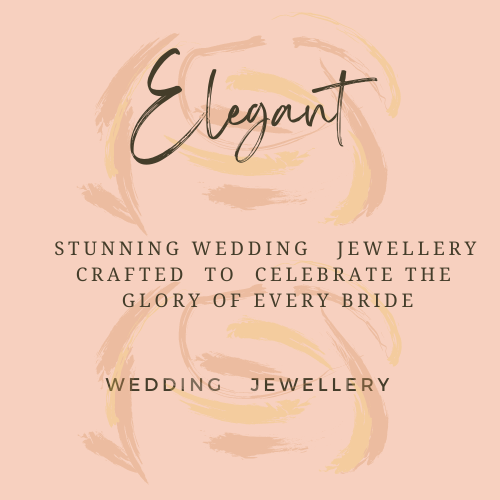 Elegant
STUNNING WEDDING JEWELLERY
CRAFTED TO CELEBRATE THE
GLORY OF EVERY BRIDE
WEDDING JEWELLERY